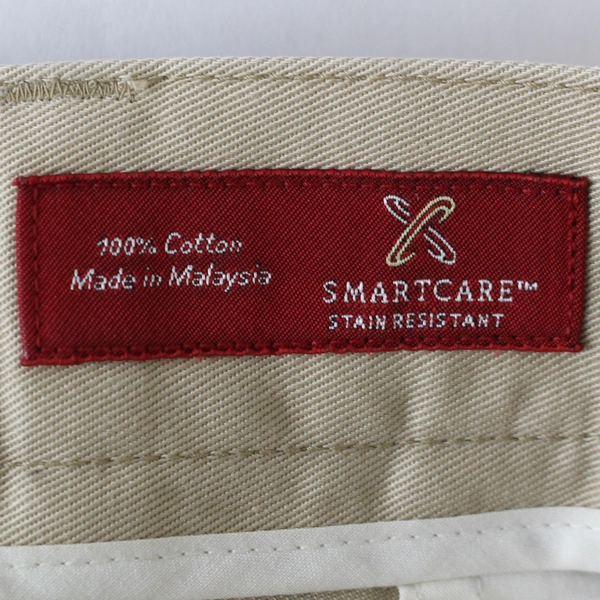 100% Cotton
Made in Malaysia
SMARTCARE™
STAIN RESISTANT